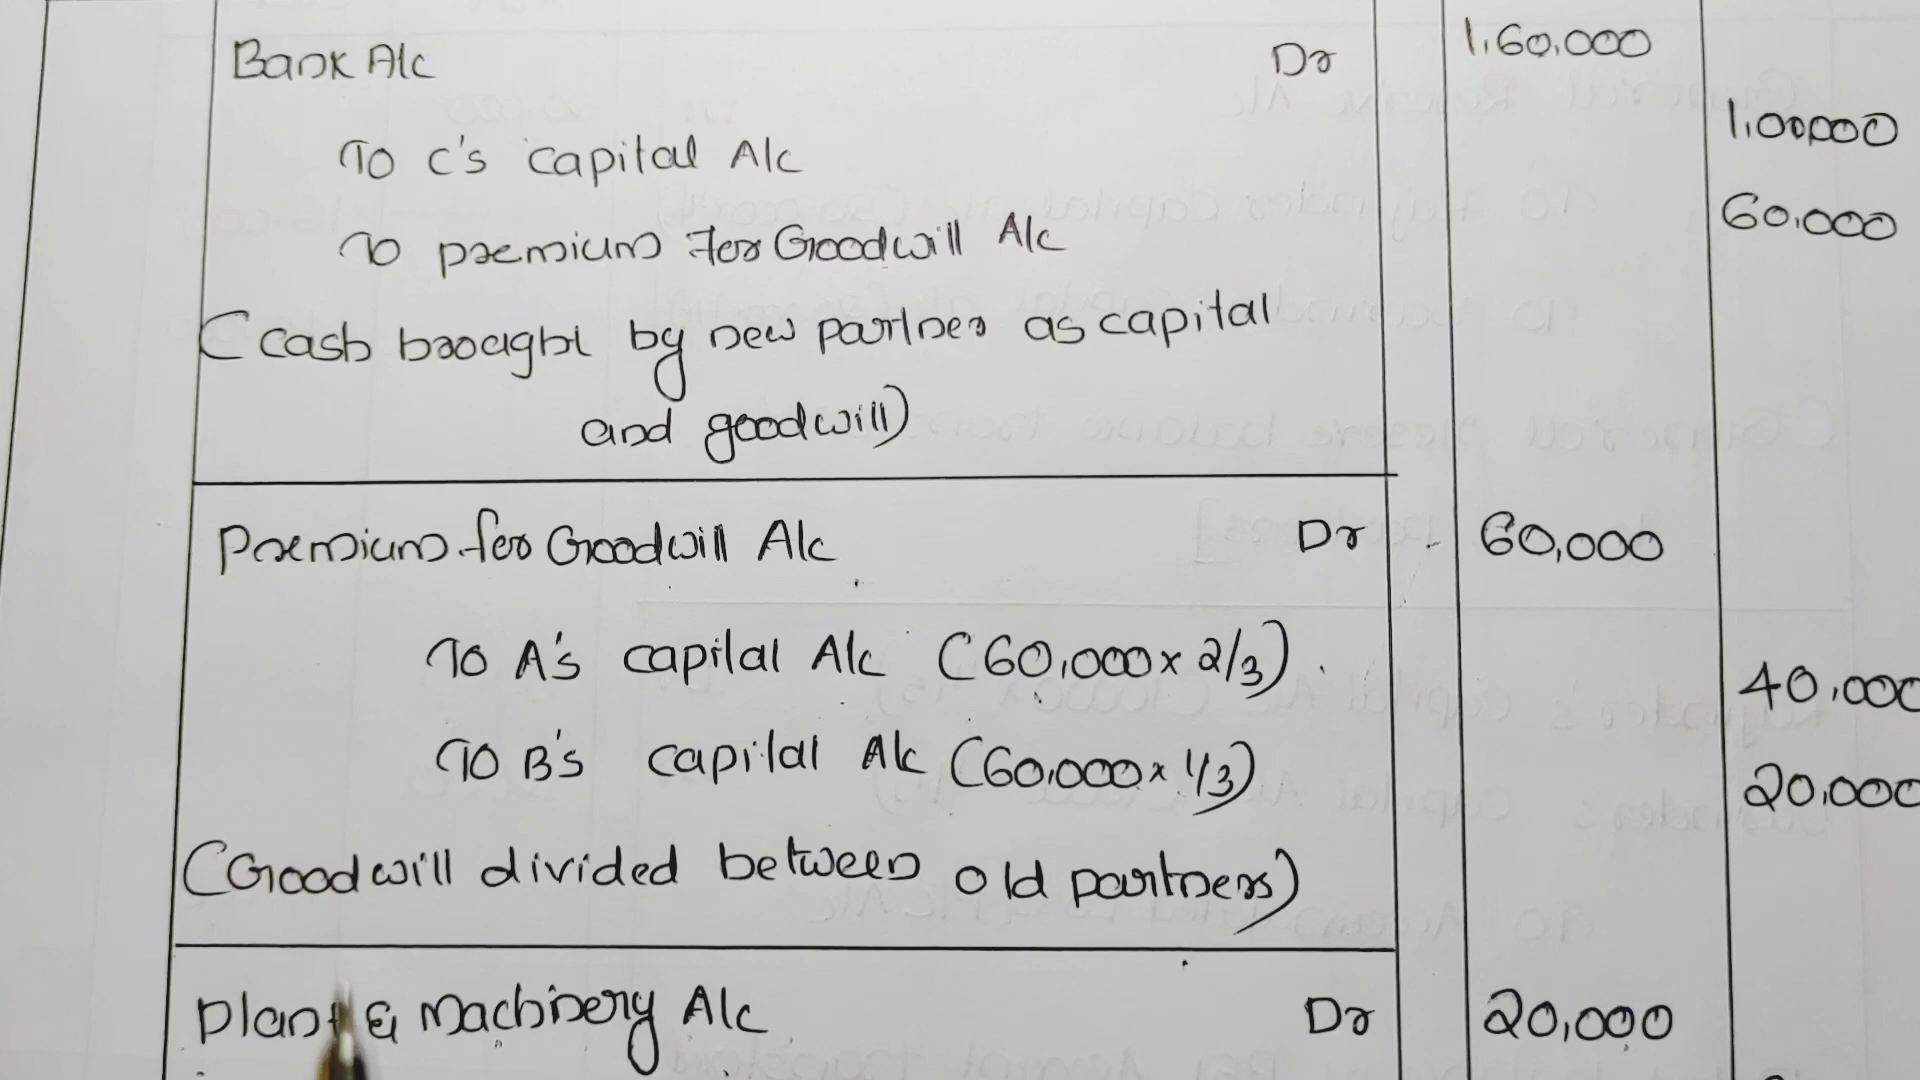 Bank A/c Dr 1,60,000
To C's capital A/c 1,00,000
To premium for Goodwill A/c 60,000
(cash brought by new partner as capital
and goodwill)
Premium for Goodwill A/c Dr 60,000
To A's capital A/c (60,000 x 2/3) 40,000
To B's capital A/c (60,000 x 1/3) 20,000
(Goodwill divided between old partners)
Plant & Machinery A/c Dr 20,000